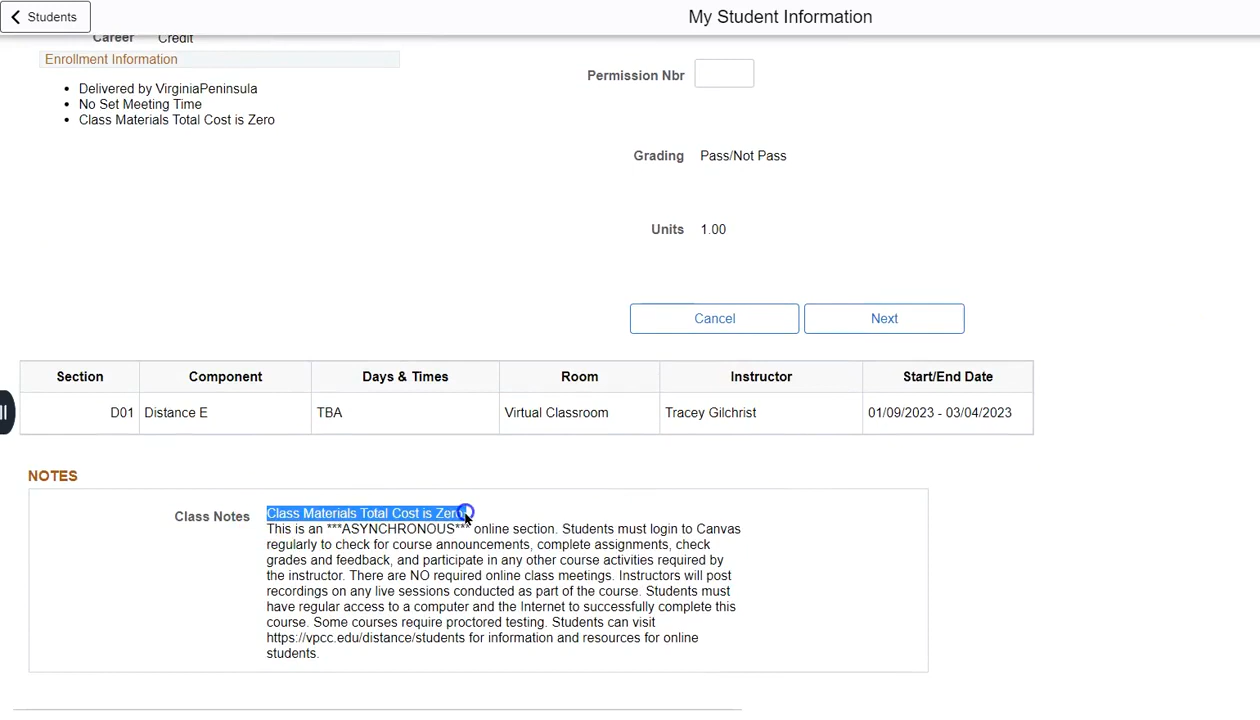 Students
My Student Information
Career Credit
Enrollment Information
Permission Nbr
Delivered by VirginiaPeninsula
No Set Meeting Time
Class Materials Total Cost is Zero
Grading Pass/Not Pass
Units 1.00
Cancel Next
Section Component Days & Times Room Instructor Start/End Date
D01 Distance E TBA Virtual Classroom Tracey Gilchrist 01/09/2023 - 03/04/2023
NOTES
Class Notes Class Materials Total Cost is Zero
This is an ***ASYNCHRONOUS*** online section. Students must login to Canvas
regularly to check for course announcements, complete assignments, check
grades and feedback, and participate in any other course activities required by
the instructor. There are NO required online class meetings. Instructors will post
recordings on any live sessions conducted as part of the course. Students must
have regular access to a computer and the Internet to successfully complete this
course. Some courses require proctored testing. Students can visit
https://vpcc.edu/distance/students for information and resources for online
students.